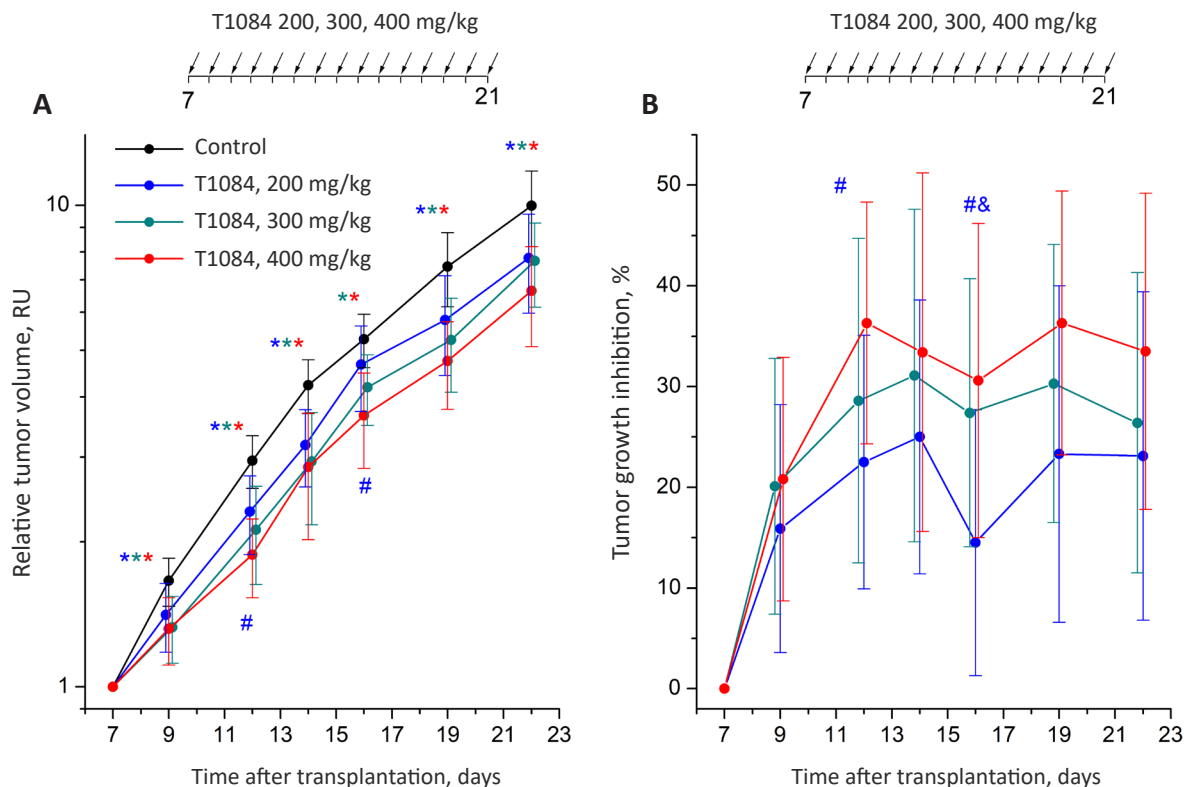 T1084 200, 300, 400 mg/kg
7 21
A
Control
T1084, 200 mg/kg
T1084, 300 mg/kg
T1084, 400 mg/kg
***
***
***
**
***
***
#
#
10
1
Relative tumor volume, RU
7 9 11 13 15 17 19 21 23
Time after transplantation, days
T1084 200, 300, 400 mg/kg
7 21
B
#
#&
50
40
30
20
10
0
Tumor growth inhibition, %
7 9 11 13 15 17 19 21 23
Time after transplantation, days